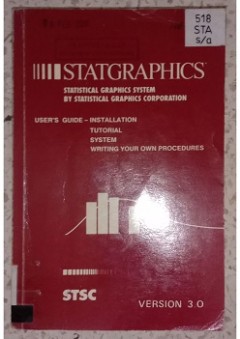 518
STA
s/a
STATGRAPHICS™
STATISTICAL GRAPHICS SYSTEM
BY STATISTICAL GRAPHICS CORPORATION
USER'S GUIDE – INSTALLATION
TUTORIAL
SYSTEM
WRITING YOUR OWN PROCEDURES
STSC
VERSION 3.0